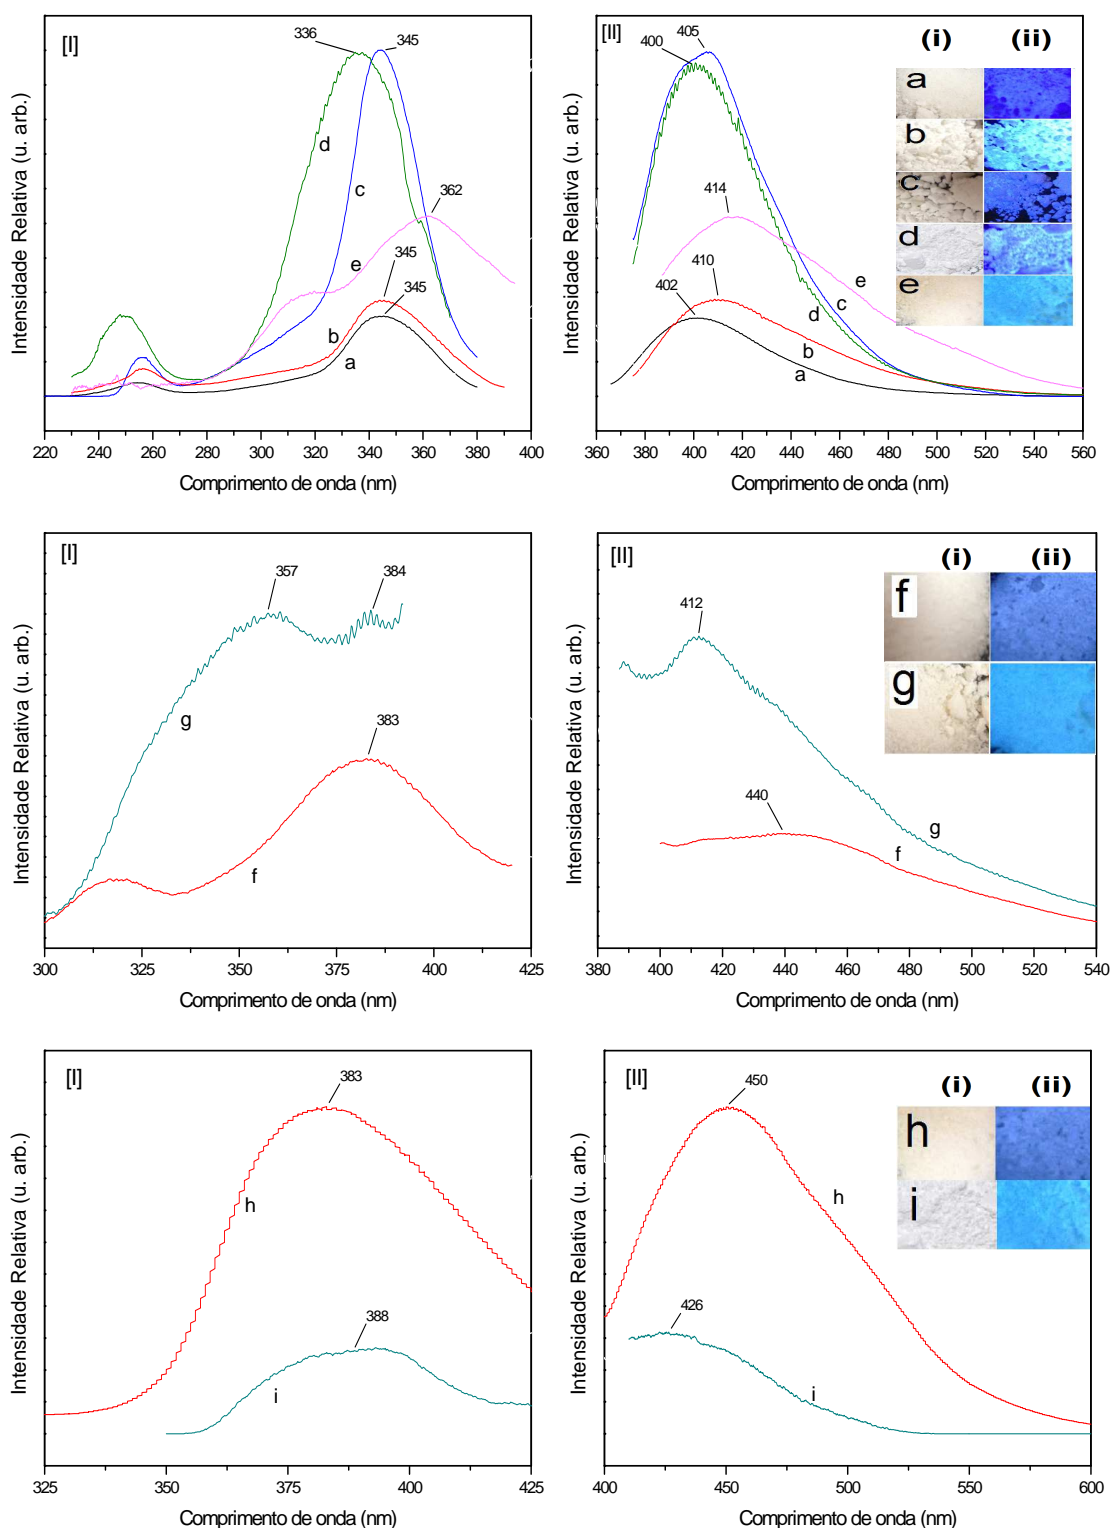 [I]
336
345
d
c
362
e
345
345
b
a
Intensidade Relativa (u. arb.)
220 240 260 280 300 320 340 360 380 400
Comprimento de onda (nm)
[II]
400
405
(i) (ii)
a
b
c
d
e
414
410
402
e
c
d
b
a
Intensidade Relativa (u. arb.)
360 380 400 420 440 460 480 500 520 540 560
Comprimento de onda (nm)
[I]
357
384
g
383
f
Intensidade Relativa (u. arb.)
300 325 350 375 400 425
Comprimento de onda (nm)
[II]
(i) (ii)
f
g
412
440
g
f
Intensidade Relativa (u. arb.)
380 400 420 440 460 480 500 520 540
Comprimento de onda (nm)
[I]
383
h
388
i
Intensidade Relativa (u. arb.)
325 350 375 400 425
Comprimento de onda (nm)
[II]
450
(i) (ii)
h
i
h
426
i
Intensidade Relativa (u. arb.)
400 450 500 550 600
Comprimento de onda (nm)